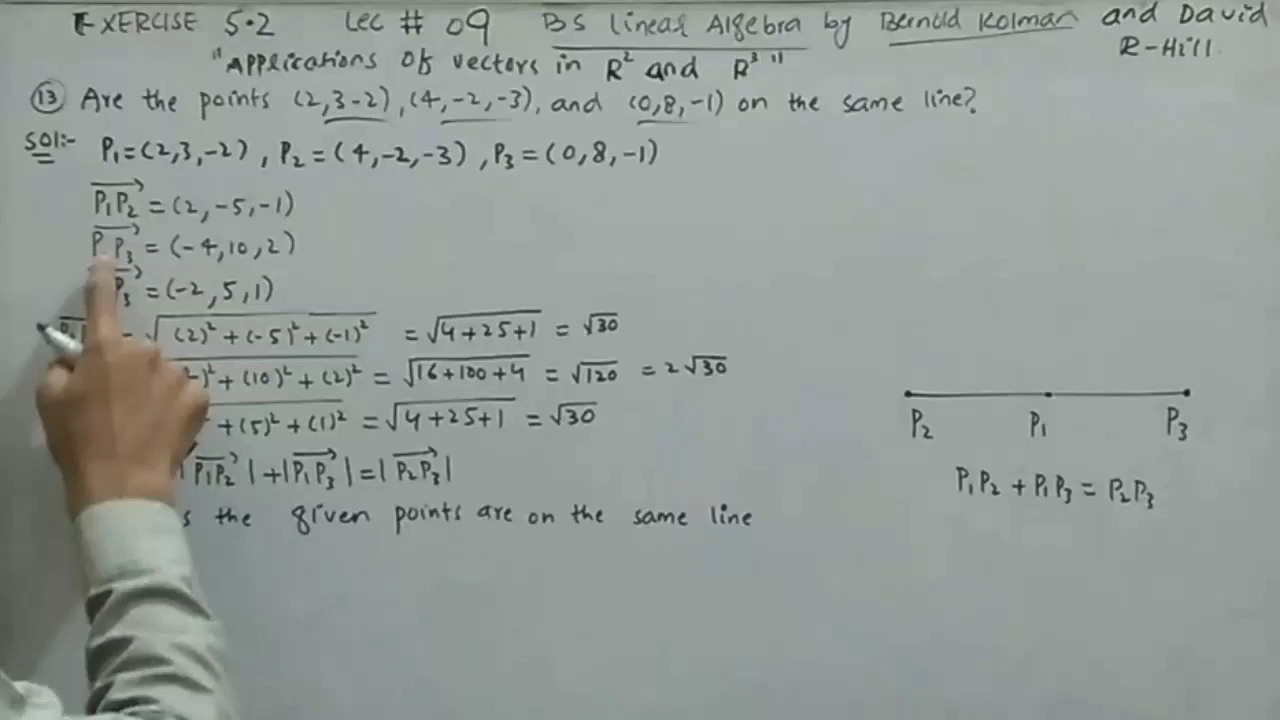 EXERCISE 5.2 Lec # 09 BS Linear Algebra by Bernold Kolman and David R-Hill
"Applications of vectors in R² and R³"
(13) Are the points (2,3-2), (4,-2,-3), and (0,8,-1) on the same line?
Sol:- P₁=(2,3,-2), P₂=(4,-2,-3), P₃=(0,8,-1)
P₁P₂ = (2,-5,-1)
P P₃ = (-4,10,2)
P₃ = (-2,5,1)
√(2)²+(-5)²+(-1)² = √4+25+1 = √30
)²+(10)²+(2)² = √16+100+4 = √120 = 2√30
+(5)²+(1)² = √4+25+1 = √30
|P₁P₂|+|P₁P₃|=|P₂P₃|
s the given points are on the same line
P₂ P₁ P₃
P₁P₂ + P₁P₃ = P₂P₃